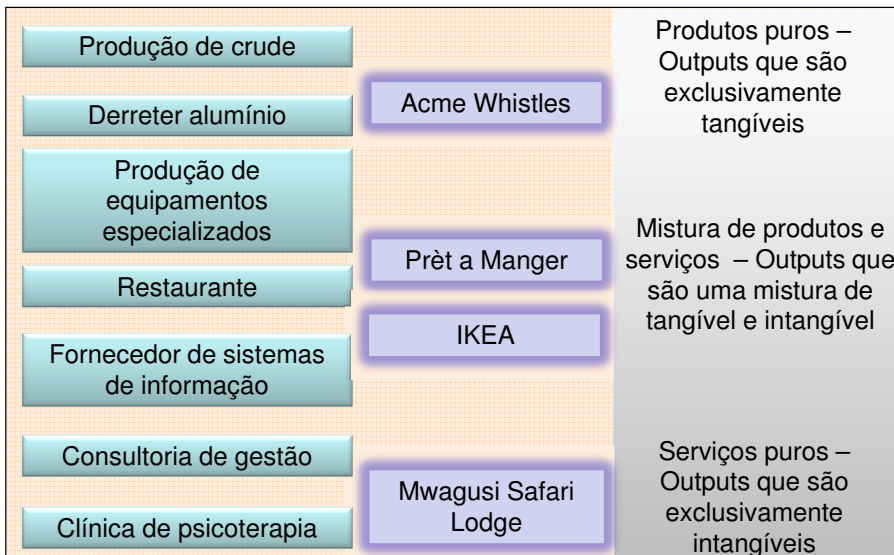 Produção de crude
Derreter alumínio
Produção de
equipamentos
especializados
Restaurante
Fornecedor de sistemas
de informação
Consultoria de gestão
Clínica de psicoterapia
Acme Whistles
Prèt a Manger
IKEA
Mwagusi Safari
Lodge
Produtos puros –
Outputs que são
exclusivamente
tangíveis
Mistura de produtos e
serviços – Outputs que
são uma mistura de
tangível e intangível
Serviços puros –
Outputs que são
exclusivamente
intangíveis